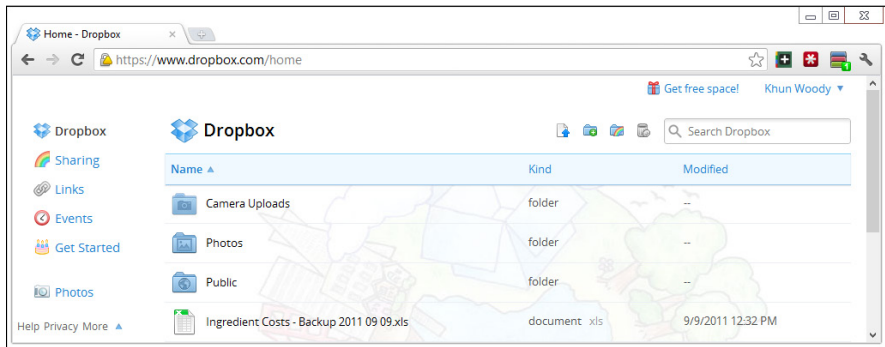 Home - Dropbox
https://www.dropbox.com/home
1
Get free space! Khun Woody
Dropbox
Sharing
Links
Events
Get Started
Photos
Help Privacy More
Dropbox
Search Dropbox
Name Kind Modified
Camera Uploads folder --
Photos folder --
Public folder --
Ingredient Costs - Backup 2011 09 09.xls document xls 9/9/2011 12:32 PM